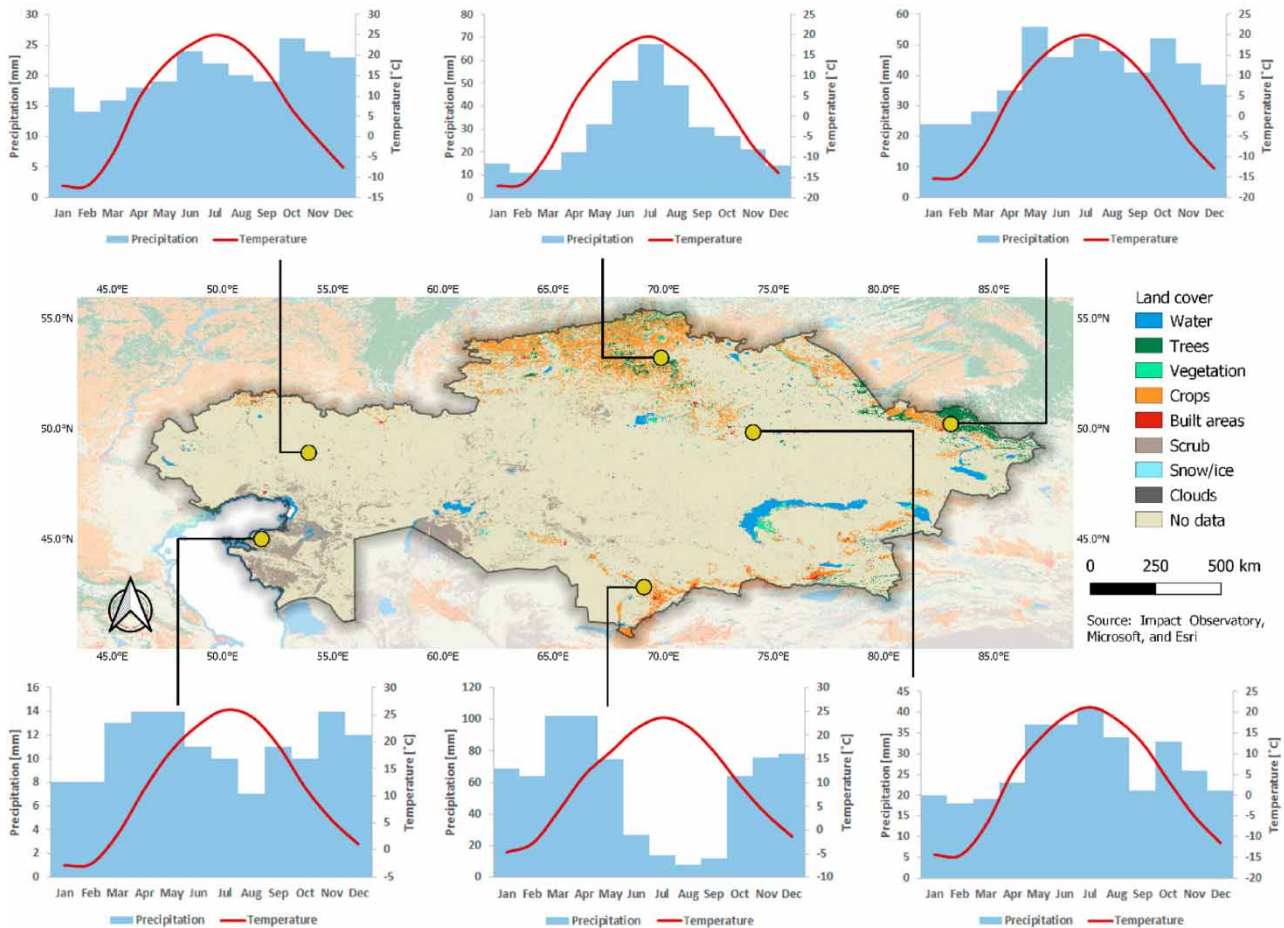 30
25
20
15
10
5
0
Precipitation [mm]
30
25
20
15
10
5
0
-5
-10
-15
Temperature [˚C]
Jan Feb Mar Apr May Jun Jul Aug Sep Oct Nov Dec
Precipitation Temperature
80
70
60
50
40
30
20
10
0
Precipitation [mm]
25
20
15
10
5
0
-5
-10
-15
-20
Temperature [˚C]
Jan Feb Mar Apr May Jun Jul Aug Sep Oct Nov Dec
Precipitation Temperature
60
50
40
30
20
10
0
Precipitation [mm]
25
20
15
10
5
0
-5
-10
-15
-20
Temperature [˚C]
Jan Feb Mar Apr May Jun Jul Aug Sep Oct Nov Dec
Precipitation Temperature
45.0°E 50.0°E 55.0°E 60.0°E 65.0°E 70.0°E 75.0°E 80.0°E 85.0°E
55.0°N
50.0°N
45.0°N
55.0°N
50.0°N
45.0°N
45.0°E 50.0°E 55.0°E 60.0°E 65.0°E 70.0°E 75.0°E 80.0°E 85.0°E
Land cover
Water
Trees
Vegetation
Crops
Built areas
Scrub
Snow/ice
Clouds
No data
0 250 500 km
Source: Impact Observatory,
Microsoft, and Esri
16
14
12
10
8
6
4
2
0
Precipitation [mm]
30
25
20
15
10
5
0
-5
Temperature [˚C]
Jan Feb Mar Apr May Jun Jul Aug Sep Oct Nov Dec
Precipitation Temperature
120
100
80
60
40
20
0
Precipitation [mm]
30
25
20
15
10
5
0
-5
-10
Temperature [˚C]
Jan Feb Mar Apr May Jun Jul Aug Sep Oct Nov Dec
Precipitation Temperature
45
40
35
30
25
20
15
10
5
0
Precipitation [mm]
25
20
15
10
5
0
-5
-10
-15
-20
Temperature [˚C]
Jan Feb Mar Apr May Jun Jul Aug Sep Oct Nov Dec
Precipitation Temperature